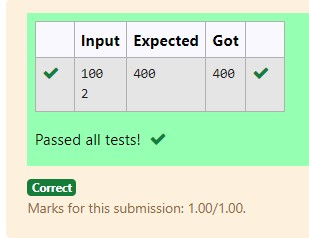 Input Expected Got
100 400 400
2
Passed all tests!
Correct
Marks for this submission: 1.00/1.00.